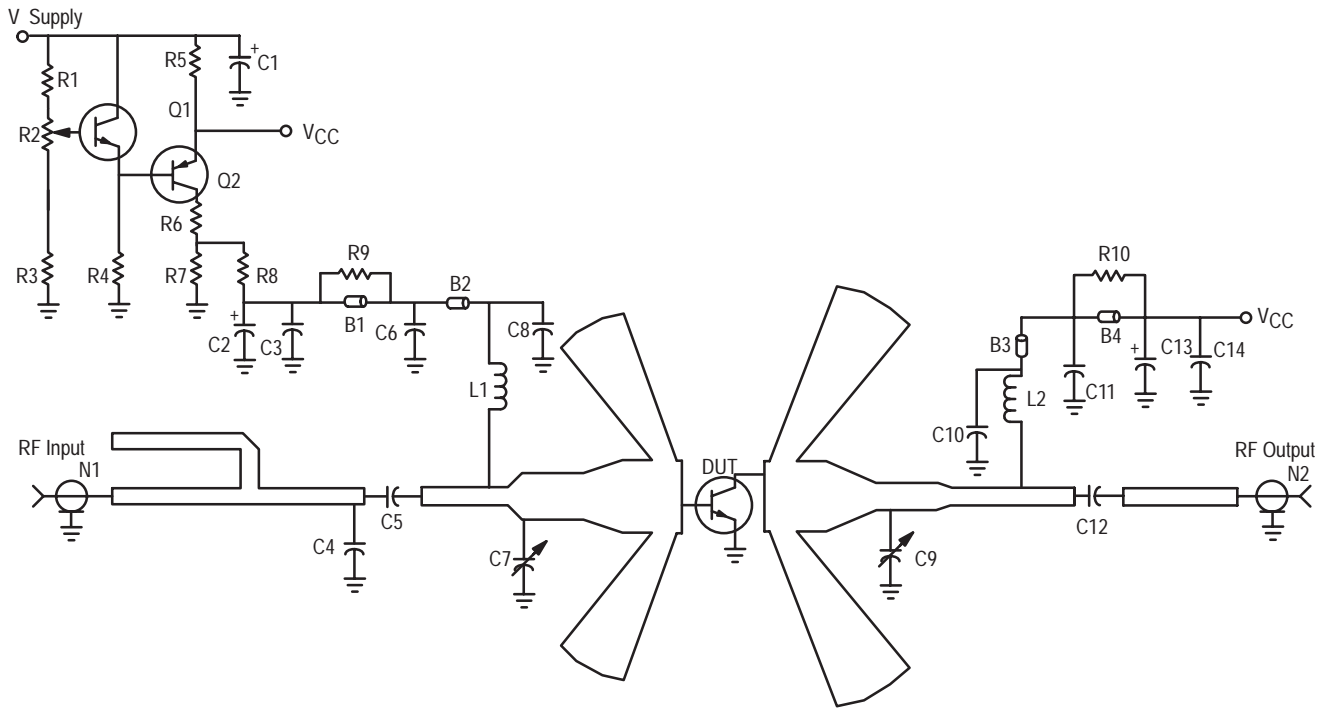 V Supply
R1
R5
+
C1
R2
Q1
VCC
Q2
R6
R3
R4
R7
R8
R9
B2
+
C2
C3
B1
C6
C8
L1
RF Input
N1
C4
C5
C7
DUT
R10
B3
B4
VCC
+
C13
C14
C11
L2
C10
RF Output
N2
C12
C9